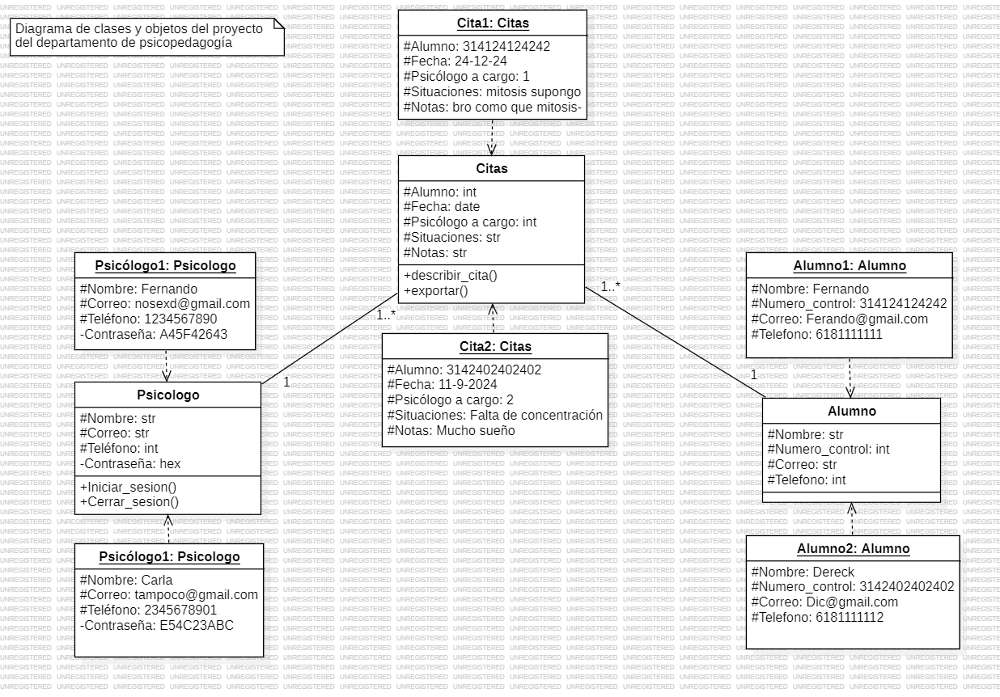 Diagrama de clases y objetos del proyecto
del departamento de psicopedagogía
Cita1: Citas
#Alumno: 314124124242
#Fecha: 24-12-24
#Psicólogo a cargo: 1
#Situaciones: mitosis supongo
#Notas: bro como que mitosis-
Citas
#Alumno: int
#Fecha: date
#Psicólogo a cargo: int
#Situaciones: str
#Notas: str
+describir_cita()
+exportar()
Psicólogo1: Psicologo
#Nombre: Fernando
#Correo: nosexd@gmail.com
#Teléfono: 1234567890
-Contraseña: A45F42643
Alumno1: Alumno
#Nombre: Fernando
#Numero_control: 314124124242
#Correo: Ferando@gmail.com
#Telefono: 6181111111
1..*
1..*
1
1
Cita2: Citas
#Alumno: 3142402402402
#Fecha: 11-9-2024
#Psicólogo a cargo: 2
#Situaciones: Falta de concentración
#Notas: Mucho sueño
Psicologo
#Nombre: str
#Correo: str
#Teléfono: int
-Contraseña: hex
+Iniciar_sesion()
+Cerrar_sesion()
Alumno
#Nombre: str
#Numero_control: int
#Correo: str
#Telefono: int
Psicólogo1: Psicologo
#Nombre: Carla
#Correo: tampoco@gmail.com
#Teléfono: 2345678901
-Contraseña: E54C23ABC
Alumno2: Alumno
#Nombre: Dereck
#Numero_control: 3142402402402
#Correo: Dic@gmail.com
#Telefono: 6181111112
UNREGISTERED